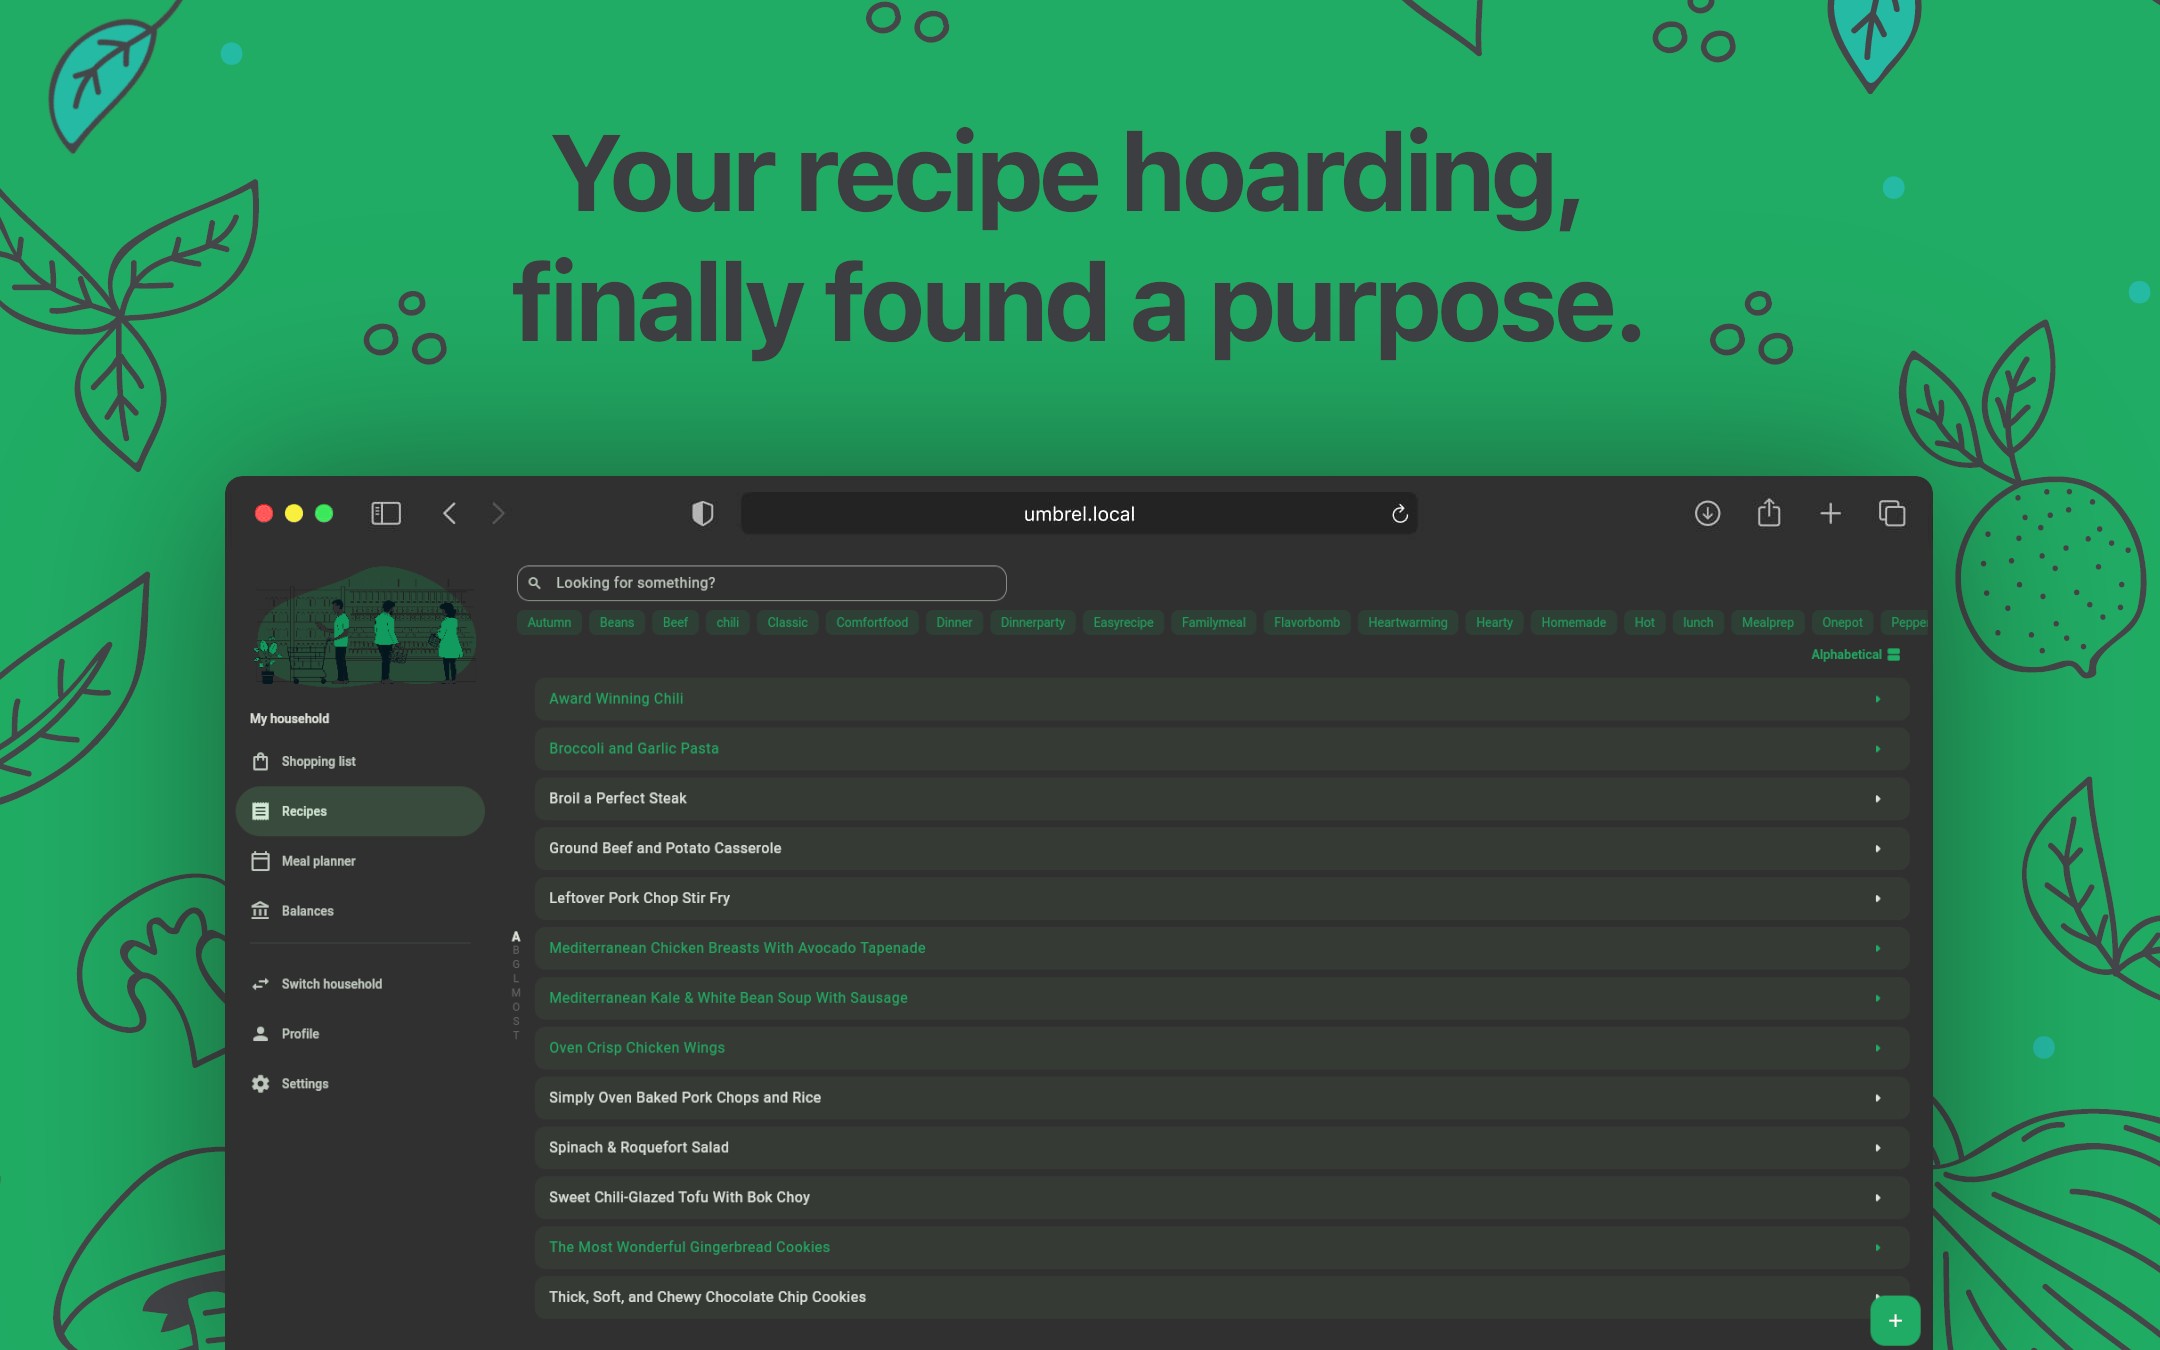 Your recipe hoarding,
finally found a purpose.
umbrel.local
Looking for something?
Autumn Beans Beef chili Classic Comfortfood Dinner Dinnerparty Easyrecipe Familymeal Flavorbomb Heartwarming Hearty Homemade Hot lunch Mealprep Onepot Pepper
Alphabetical
My household
Shopping list
Recipes
Meal planner
Balances
Switch household
Profile
Settings
A
B
G
L
M
O
S
T
Award Winning Chili
Broccoli and Garlic Pasta
Broil a Perfect Steak
Ground Beef and Potato Casserole
Leftover Pork Chop Stir Fry
Mediterranean Chicken Breasts With Avocado Tapenade
Mediterranean Kale & White Bean Soup With Sausage
Oven Crisp Chicken Wings
Simply Oven Baked Pork Chops and Rice
Spinach & Roquefort Salad
Sweet Chili-Glazed Tofu With Bok Choy
The Most Wonderful Gingerbread Cookies
Thick, Soft, and Chewy Chocolate Chip Cookies